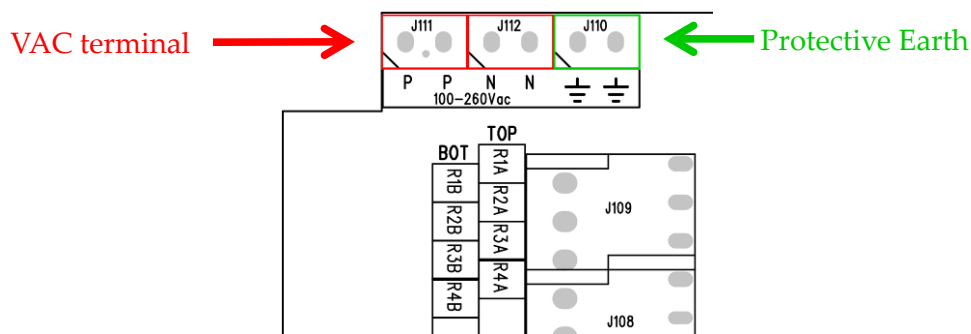 VAC terminal
J111
J112
J110
Protective Earth
P P N N
100-260Vac
TOP
BOT
R1A
R1B
R2A
R2B
R3A
R3B
R4A
R4B
J109
J108